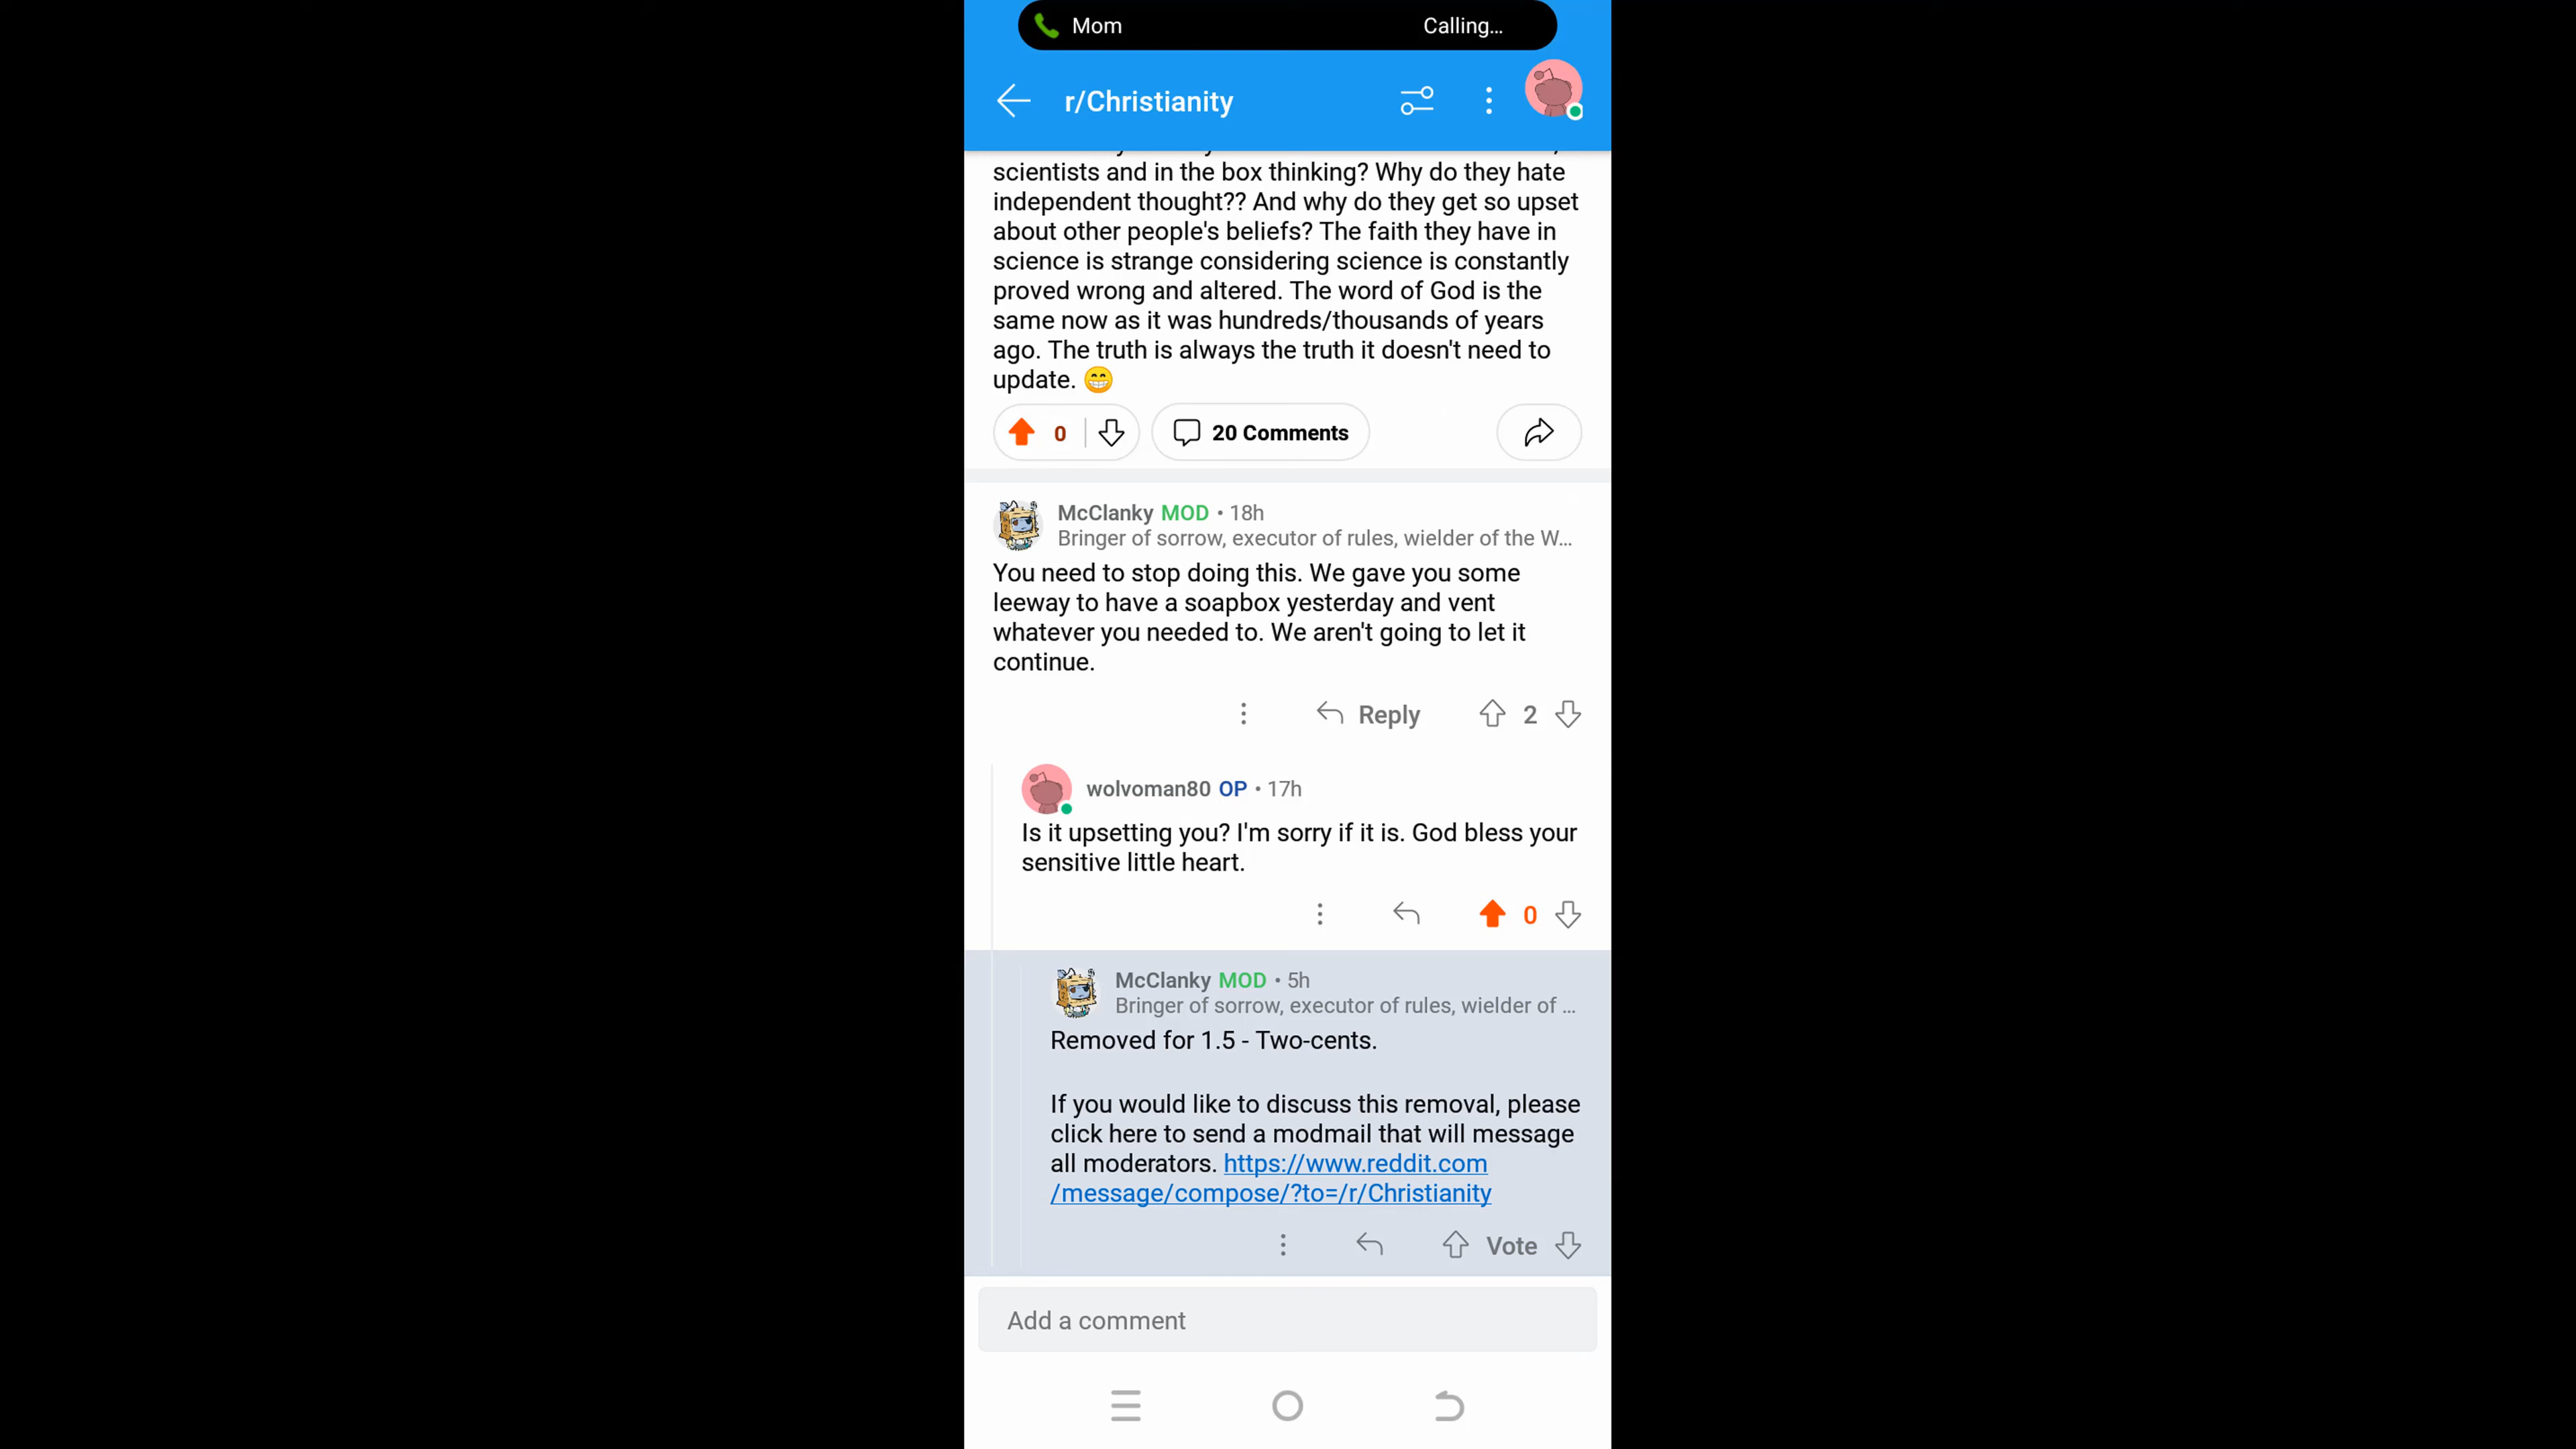 Mom
Calling...
r/Christianity
scientists and in the box thinking? Why do they hate
independent thought?? And why do they get so upset
about other people's beliefs? The faith they have in
science is strange considering science is constantly
proved wrong and altered. The word of God is the
same now as it was hundreds/thousands of years
ago. The truth is always the truth it doesn't need to
update. 😁
0
20 Comments
McClanky MOD • 18h
Bringer of sorrow, executor of rules, wielder of the W...
You need to stop doing this. We gave you some
leeway to have a soapbox yesterday and vent
whatever you needed to. We aren't going to let it
continue.
Reply
2
wolvoman80 OP • 17h
Is it upsetting you? I'm sorry if it is. God bless your
sensitive little heart.
0
McClanky MOD • 5h
Bringer of sorrow, executor of rules, wielder of ...
Removed for 1.5 - Two-cents.
If you would like to discuss this removal, please
click here to send a modmail that will message
all moderators. https://www.reddit.com
/message/compose/?to=/r/Christianity
Vote
Add a comment